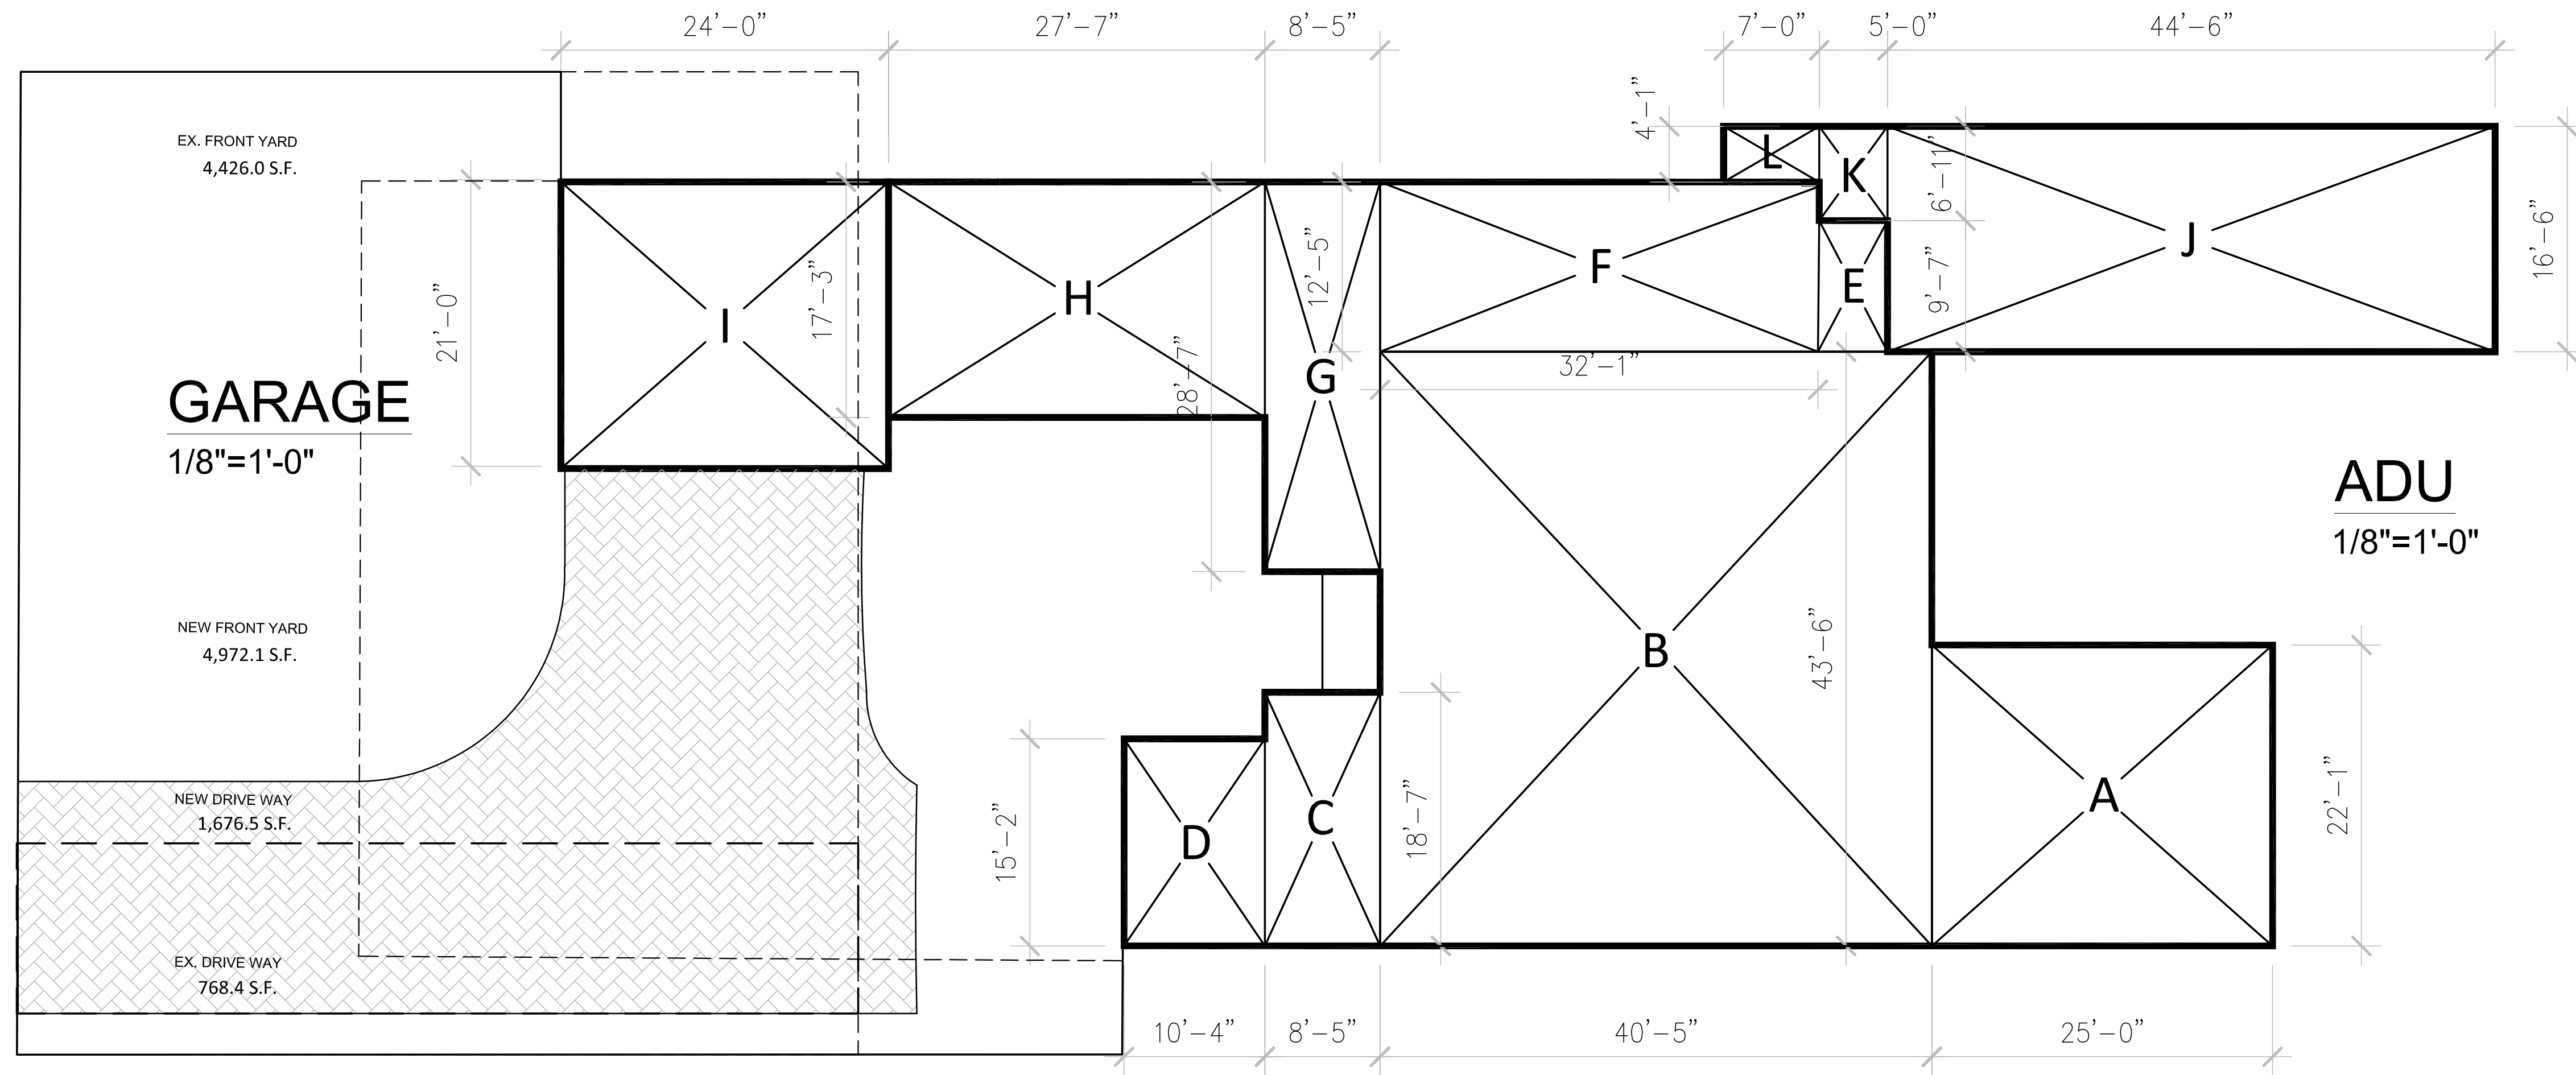 24’–0”
27’–7”
8’–5”
7’–0”
5’–0”
44’–6”
4’–1”
EX. FRONT YARD
4,426.0 S.F.
L
K
6’–11”
J
16’–6”
21’–0”
17’–3”
I
H
12’–5”
G
28’–7”
F
E
9’–7”
32’–1”
GARAGE
1/8"=1'-0"
ADU
1/8"=1'-0"
NEW FRONT YARD
4,972.1 S.F.
B
43’–6”
A
22’–1”
NEW DRIVE WAY
1,676.5 S.F.
15’–2”
D
C
18’–7”
EX. DRIVE WAY
768.4 S.F.
10’–4”
8’–5”
40’–5”
25’–0”